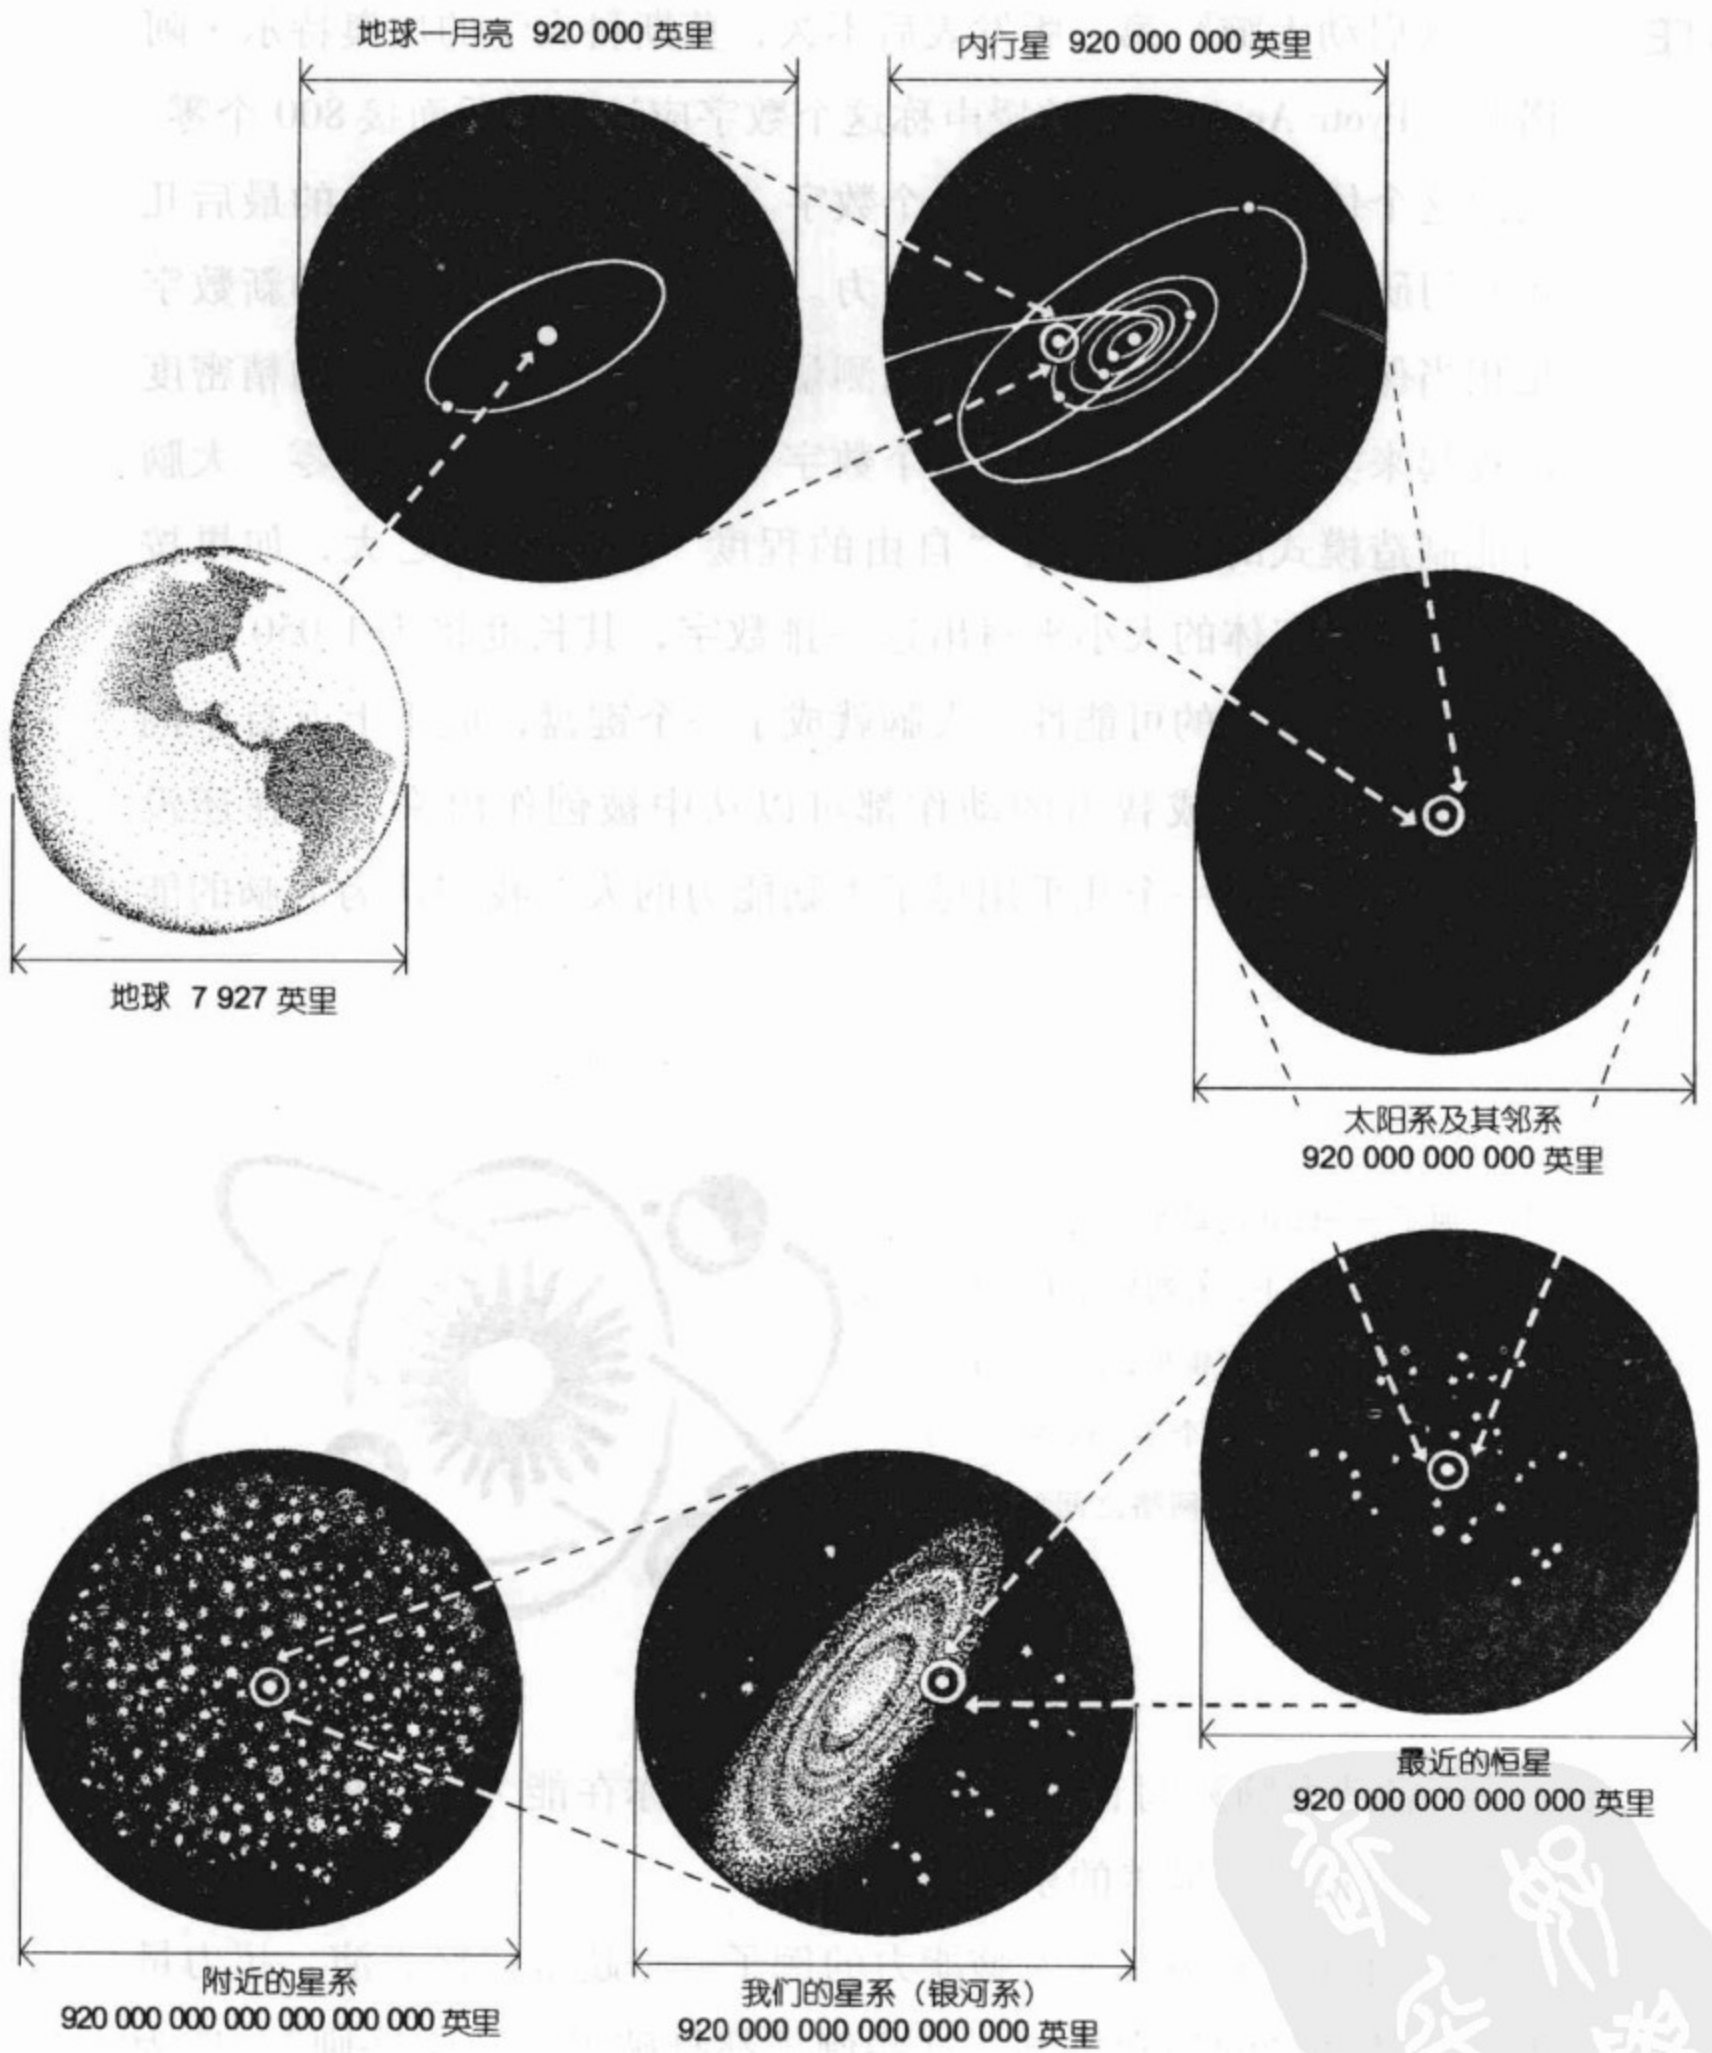 地球—月亮 920 000 英里
内行星 920 000 000 英里
地球 7 927 英里
太阳系及其邻系
920 000 000 000 英里
最近的恒星
920 000 000 000 000 英里
我们的星系（银河系）
920 000 000 000 000 000 英里
附近的星系
920 000 000 000 000 000 000 英里